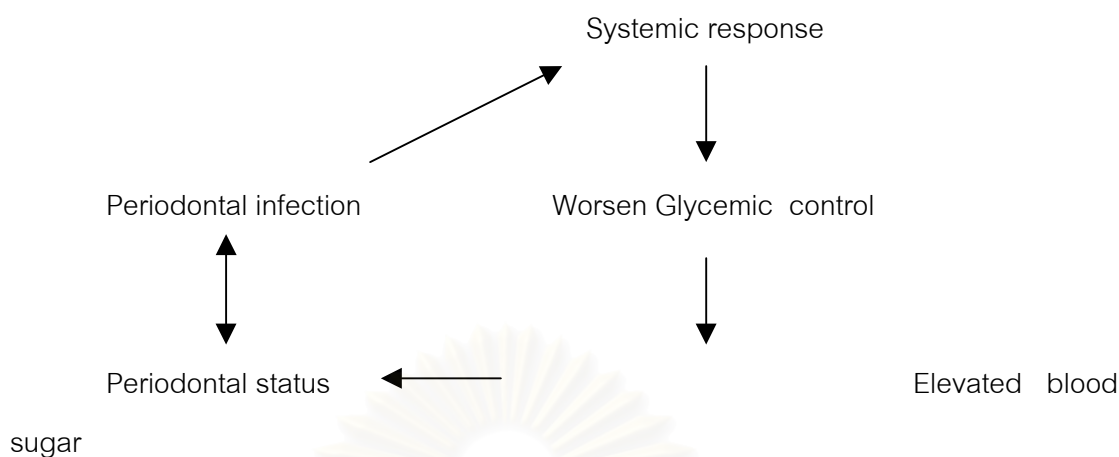 Systemic response
Periodontal infection Worsen Glycemic control
Periodontal status Elevated blood
sugar